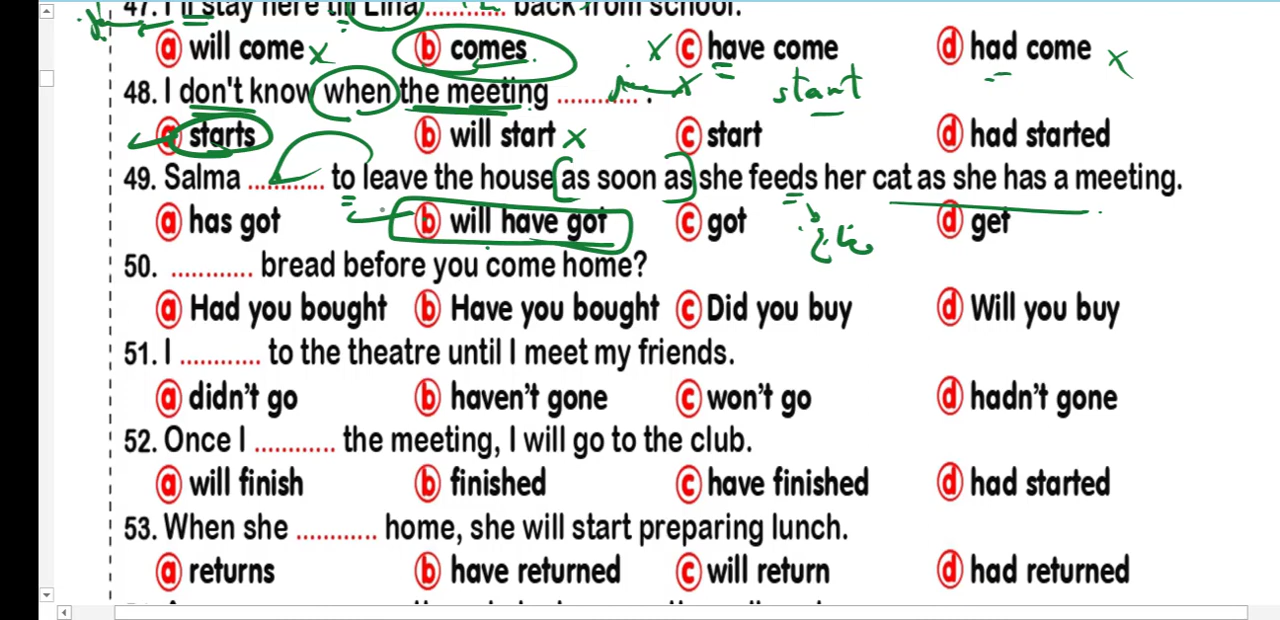 47. I'll stay here till Lina ............ back from school.
a will come x b comes x c have come d had come x
48. I don't know when the meeting ............ . x start
a starts b will start x c start d had started
49. Salma ............ to leave the house as soon as she feeds her cat as she has a meeting.
a has got b will have got c got d get
50. ............ bread before you come home?
a Had you bought b Have you bought c Did you buy d Will you buy
51. I ............ to the theatre until I meet my friends.
a didn't go b haven't gone c won't go d hadn't gone
52. Once I ............ the meeting, I will go to the club.
a will finish b finished c have finished d had started
53. When she ............ home, she will start preparing lunch.
a returns b have returned c will return d had returned